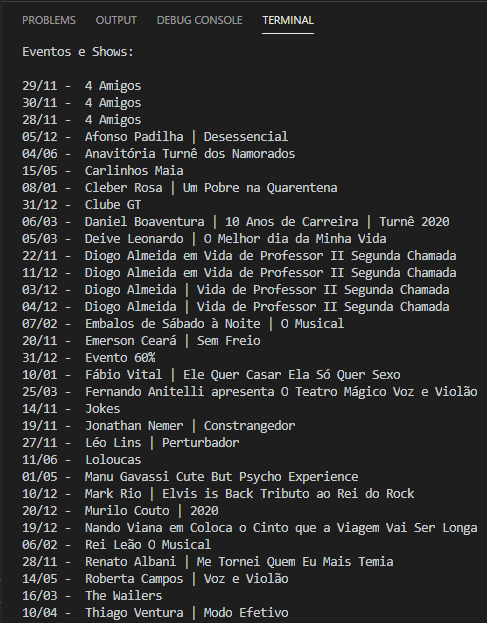 PROBLEMS OUTPUT DEBUG CONSOLE TERMINAL
Eventos e Shows:
29/11 - 4 Amigos
30/11 - 4 Amigos
28/11 - 4 Amigos
05/12 - Afonso Padilha | Desessencial
04/06 - Anavitória Turnê dos Namorados
15/05 - Carlinhos Maia
08/01 - Cleber Rosa | Um Pobre na Quarentena
31/12 - Clube GT
06/03 - Daniel Boaventura | 10 Anos de Carreira | Turnê 2020
05/03 - Deive Leonardo | O Melhor dia da Minha Vida
22/11 - Diogo Almeida em Vida de Professor II Segunda Chamada
11/12 - Diogo Almeida em Vida de Professor II Segunda Chamada
03/12 - Diogo Almeida | Vida de Professor II Segunda Chamada
04/12 - Diogo Almeida | Vida de Professor II Segunda Chamada
07/02 - Embalos de Sábado à Noite | O Musical
20/11 - Emerson Ceará | Sem Freio
31/12 - Evento 60%
10/01 - Fábio Vital | Ele Quer Casar Ela Só Quer Sexo
25/03 - Fernando Anitelli apresenta O Teatro Mágico Voz e Violão
14/11 - Jokes
19/11 - Jonathan Nemer | Constrangedor
27/11 - Léo Lins | Perturbador
11/06 - Loloucas
01/05 - Manu Gavassi Cute But Psycho Experience
10/12 - Mark Rio | Elvis is Back Tributo ao Rei do Rock
20/12 - Murilo Couto | 2020
19/12 - Nando Viana em Coloca o Cinto que a Viagem Vai Ser Longa
06/02 - Rei Leão O Musical
28/11 - Renato Albani | Me Tornei Quem Eu Mais Temia
14/05 - Roberta Campos | Voz e Violão
16/03 - The Wailers
10/04 - Thiago Ventura | Modo Efetivo